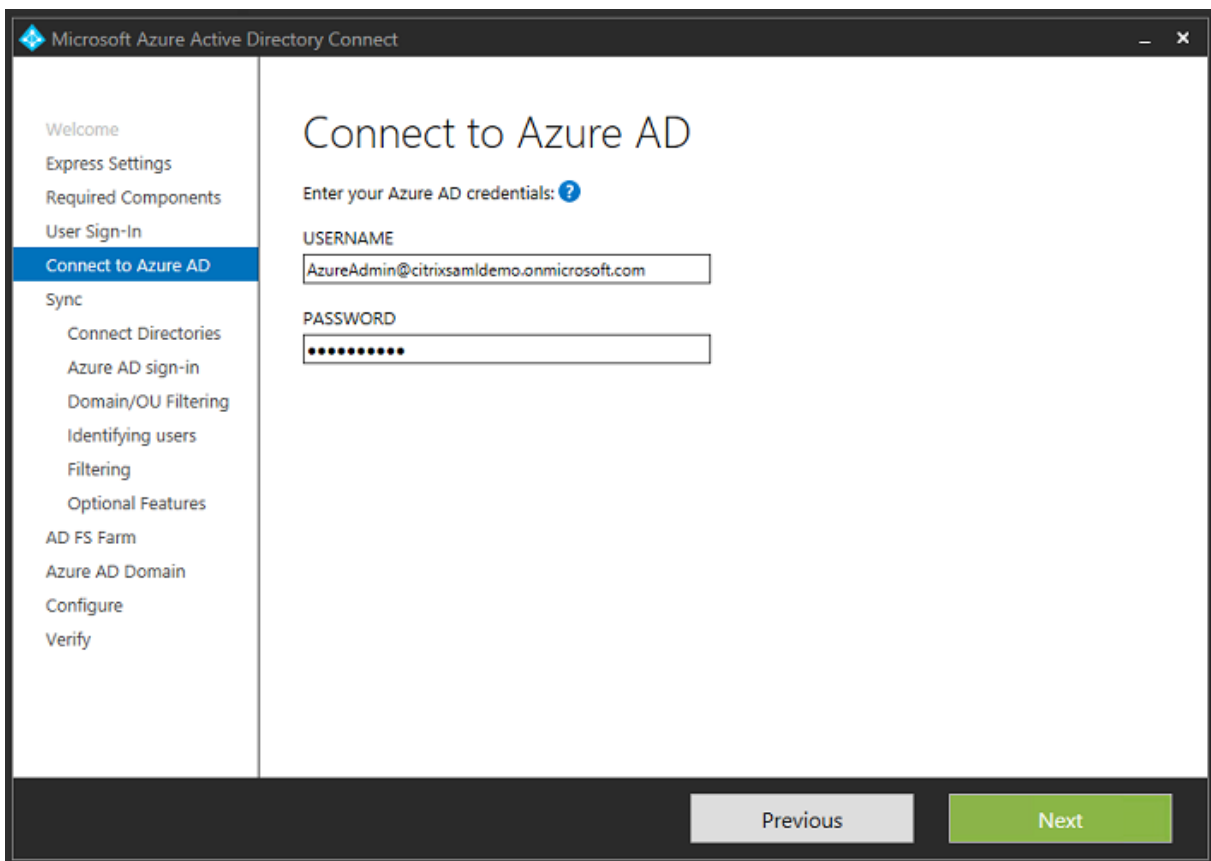 Microsoft Azure Active Directory Connect
Welcome
Express Settings
Required Components
User Sign-In
Connect to Azure AD
Sync
Connect Directories
Azure AD sign-in
Domain/OU Filtering
Identifying users
Filtering
Optional Features
AD FS Farm
Azure AD Domain
Configure
Verify
Connect to Azure AD
Enter your Azure AD credentials: ?
USERNAME
AzureAdmin@citrixsamldemo.onmicrosoft.com
PASSWORD
••••••••••
Previous
Next